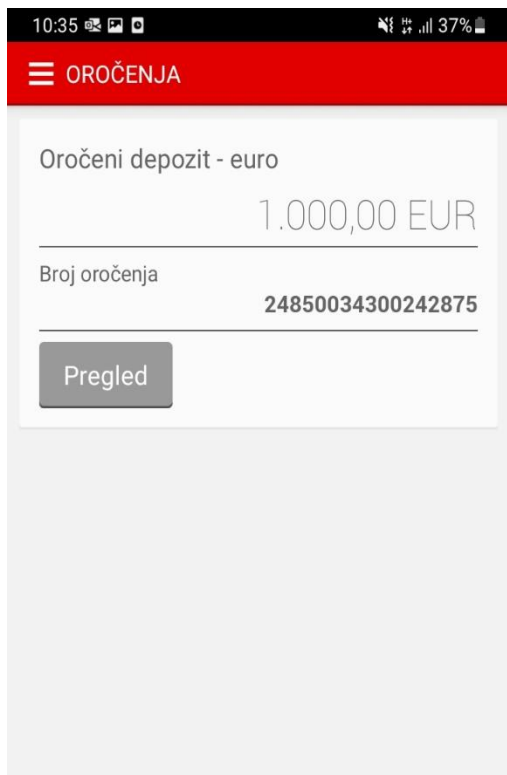 10:35 37%
OROČENJA
Oročeni depozit - euro
1.000,00 EUR
Broj oročenja
24850034300242875
Pregled